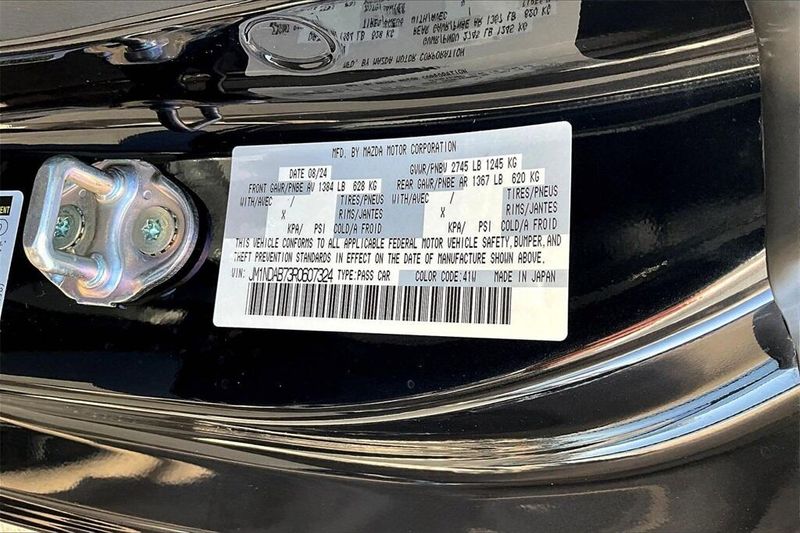 MFD. BY MAZDA MOTOR CORPORATION
DATE 08/24 GVWR/PNBV 2745 LB 1245 KG
FRONT GAWR/PNBE AV 1384 LB 628 KG REAR GAWR/PNBE AR 1367 LB 620 KG
WITH/AVEC / TIRES/PNEUS WITH/AVEC / TIRES/PNEUS
X RIMS/JANTES X RIMS/JANTES
KPA/ PSI COLD/A FROID KPA/ PSI COLD/A FROID
THIS VEHICLE CONFORMS TO ALL APPLICABLE FEDERAL MOTOR VEHICLE SAFETY, BUMPER, AND
THEFT PREVENTION STANDARDS IN EFFECT ON THE DATE OF MANUFACTURE SHOWN ABOVE.
VIN: JM1NDAB73R0607324 TYPE:PASS CAR COLOR CODE:41W MADE IN JAPAN